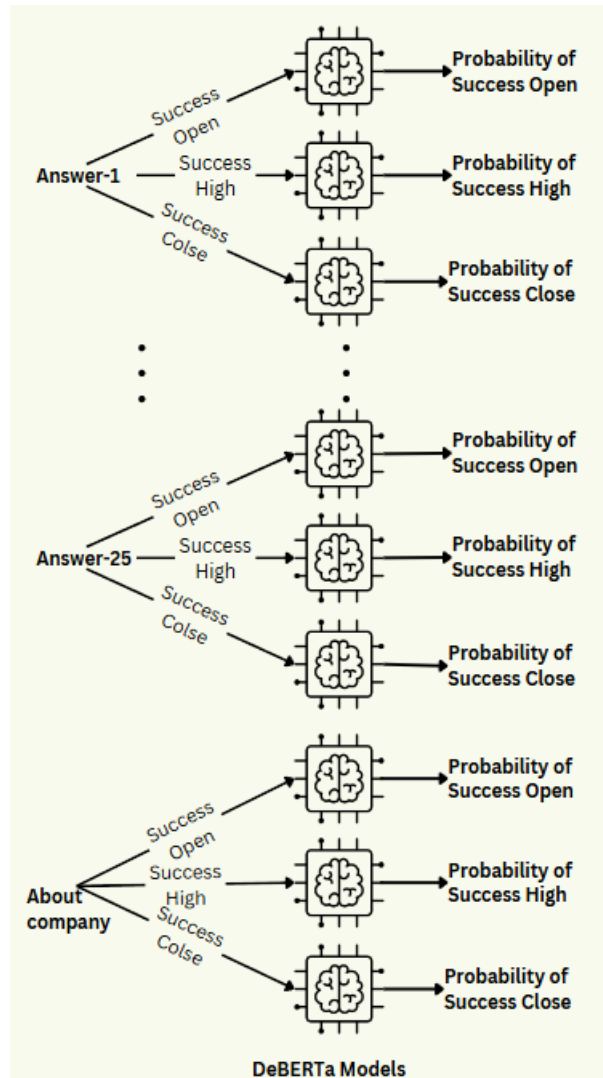 Probability of
Success Open
Success
Open
Answer-1
Success
High
Probability of
Success High
Success
Colse
Probability of
Success Close
Probability of
Success Open
Success
Open
Answer-25
Success
High
Probability of
Success High
Success
Colse
Probability of
Success Close
Probability of
Success Open
Success
Open
About
company
Success
High
Probability of
Success High
Success
Colse
Probability of
Success Close
DeBERTa Models